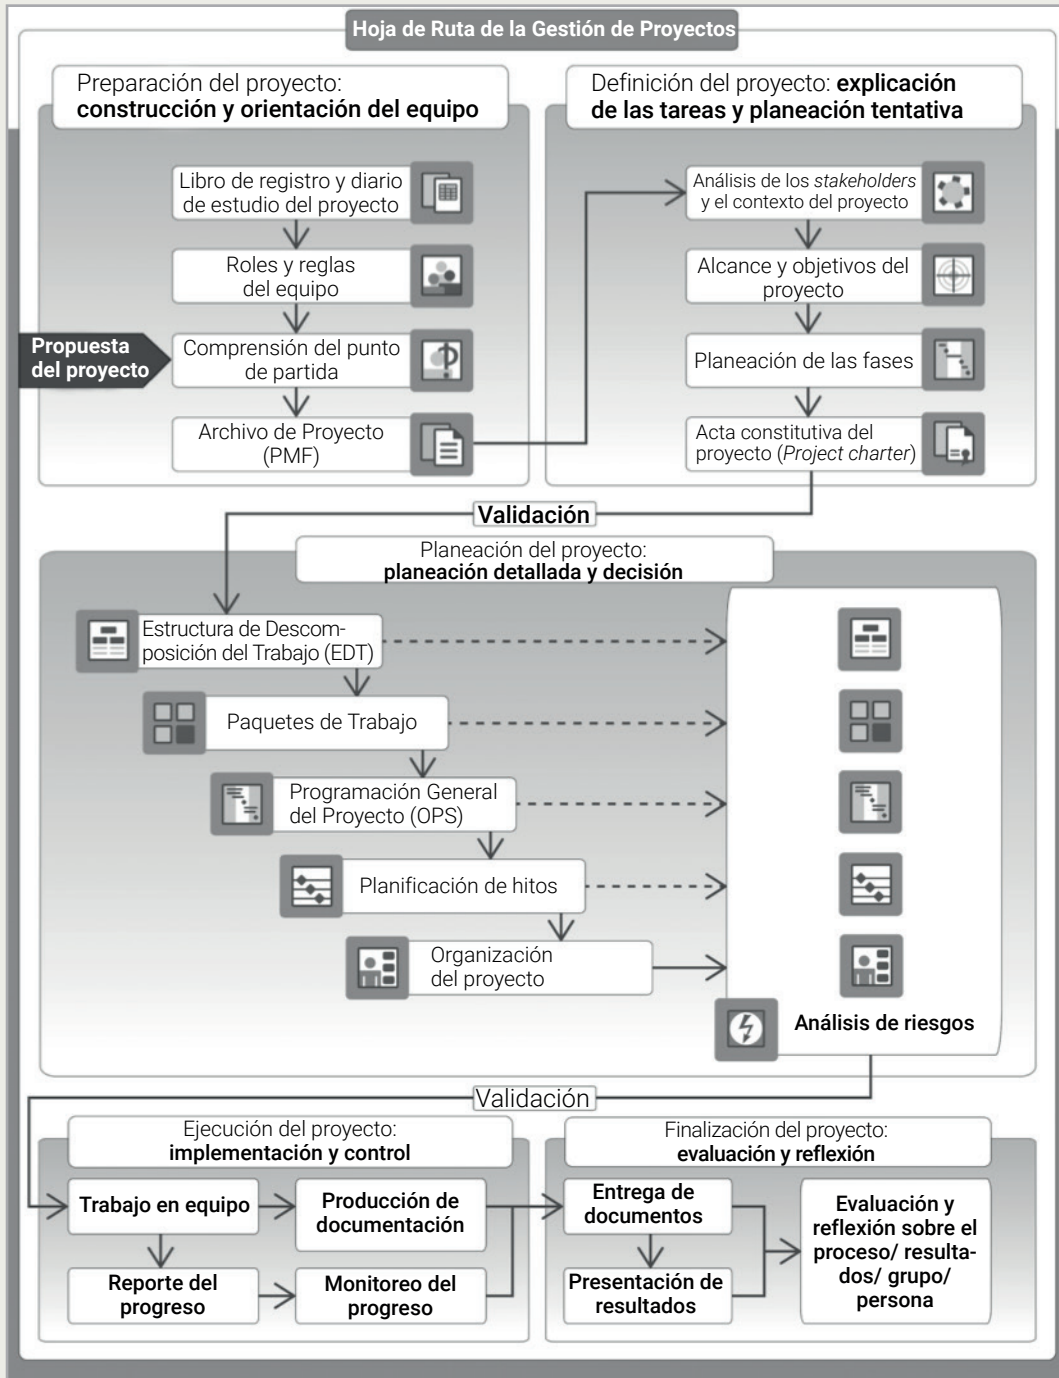 Hoja de Ruta de la Gestión de Proyectos
Preparación del proyecto:
construcción y orientación del equipo
Libro de registro y diario
de estudio del proyecto
Roles y reglas
del equipo
Propuesta
del proyecto
Comprensión del punto
de partida
Archivo de Proyecto
(PMF)
Definición del proyecto: explicación
de las tareas y planeación tentativa
Análisis de los stakeholders
y el contexto del proyecto
Alcance y objetivos del
proyecto
Planeación de las fases
Acta constitutiva del
proyecto (Project charter)
Validación
Planeación del proyecto:
planeación detallada y decisión
Estructura de Descom-
posición del Trabajo (EDT)
Paquetes de Trabajo
Programación General
del Proyecto (OPS)
Planificación de hitos
Organización
del proyecto
Análisis de riesgos
Validación
Ejecución del proyecto:
implementación y control
Trabajo en equipo
Producción de
documentación
Reporte del
progreso
Monitoreo del
progreso
Finalización del proyecto:
evaluación y reflexión
Entrega de
documentos
Presentación de
resultados
Evaluación y
reflexión sobre el
proceso/ resulta-
dos/ grupo/
persona